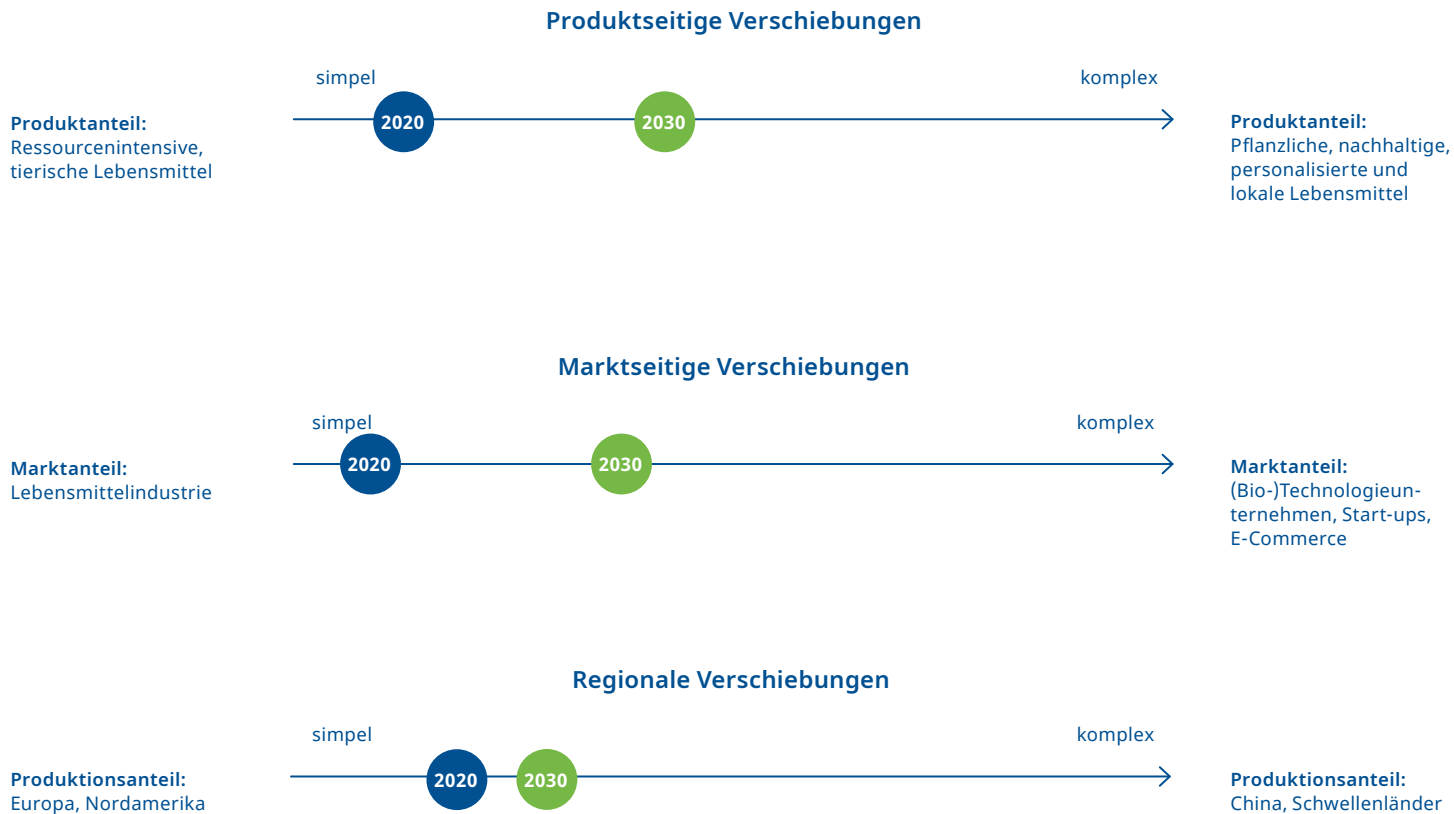 Produktseitige Verschiebungen
simpel
komplex
2020
2030
Produktanteil:
Ressourcenintensive,
tierische Lebensmittel
Produktanteil:
Pflanzliche, nachhaltige,
personalisierte und
lokale Lebensmittel
Marktseitige Verschiebungen
simpel
komplex
2020
2030
Marktanteil:
Lebensmittelindustrie
Marktanteil:
(Bio-)Technologieun-
ternehmen, Start-ups,
E-Commerce
Regionale Verschiebungen
simpel
komplex
2020
2030
Produktionsanteil:
Europa, Nordamerika
Produktionsanteil:
China, Schwellenländer